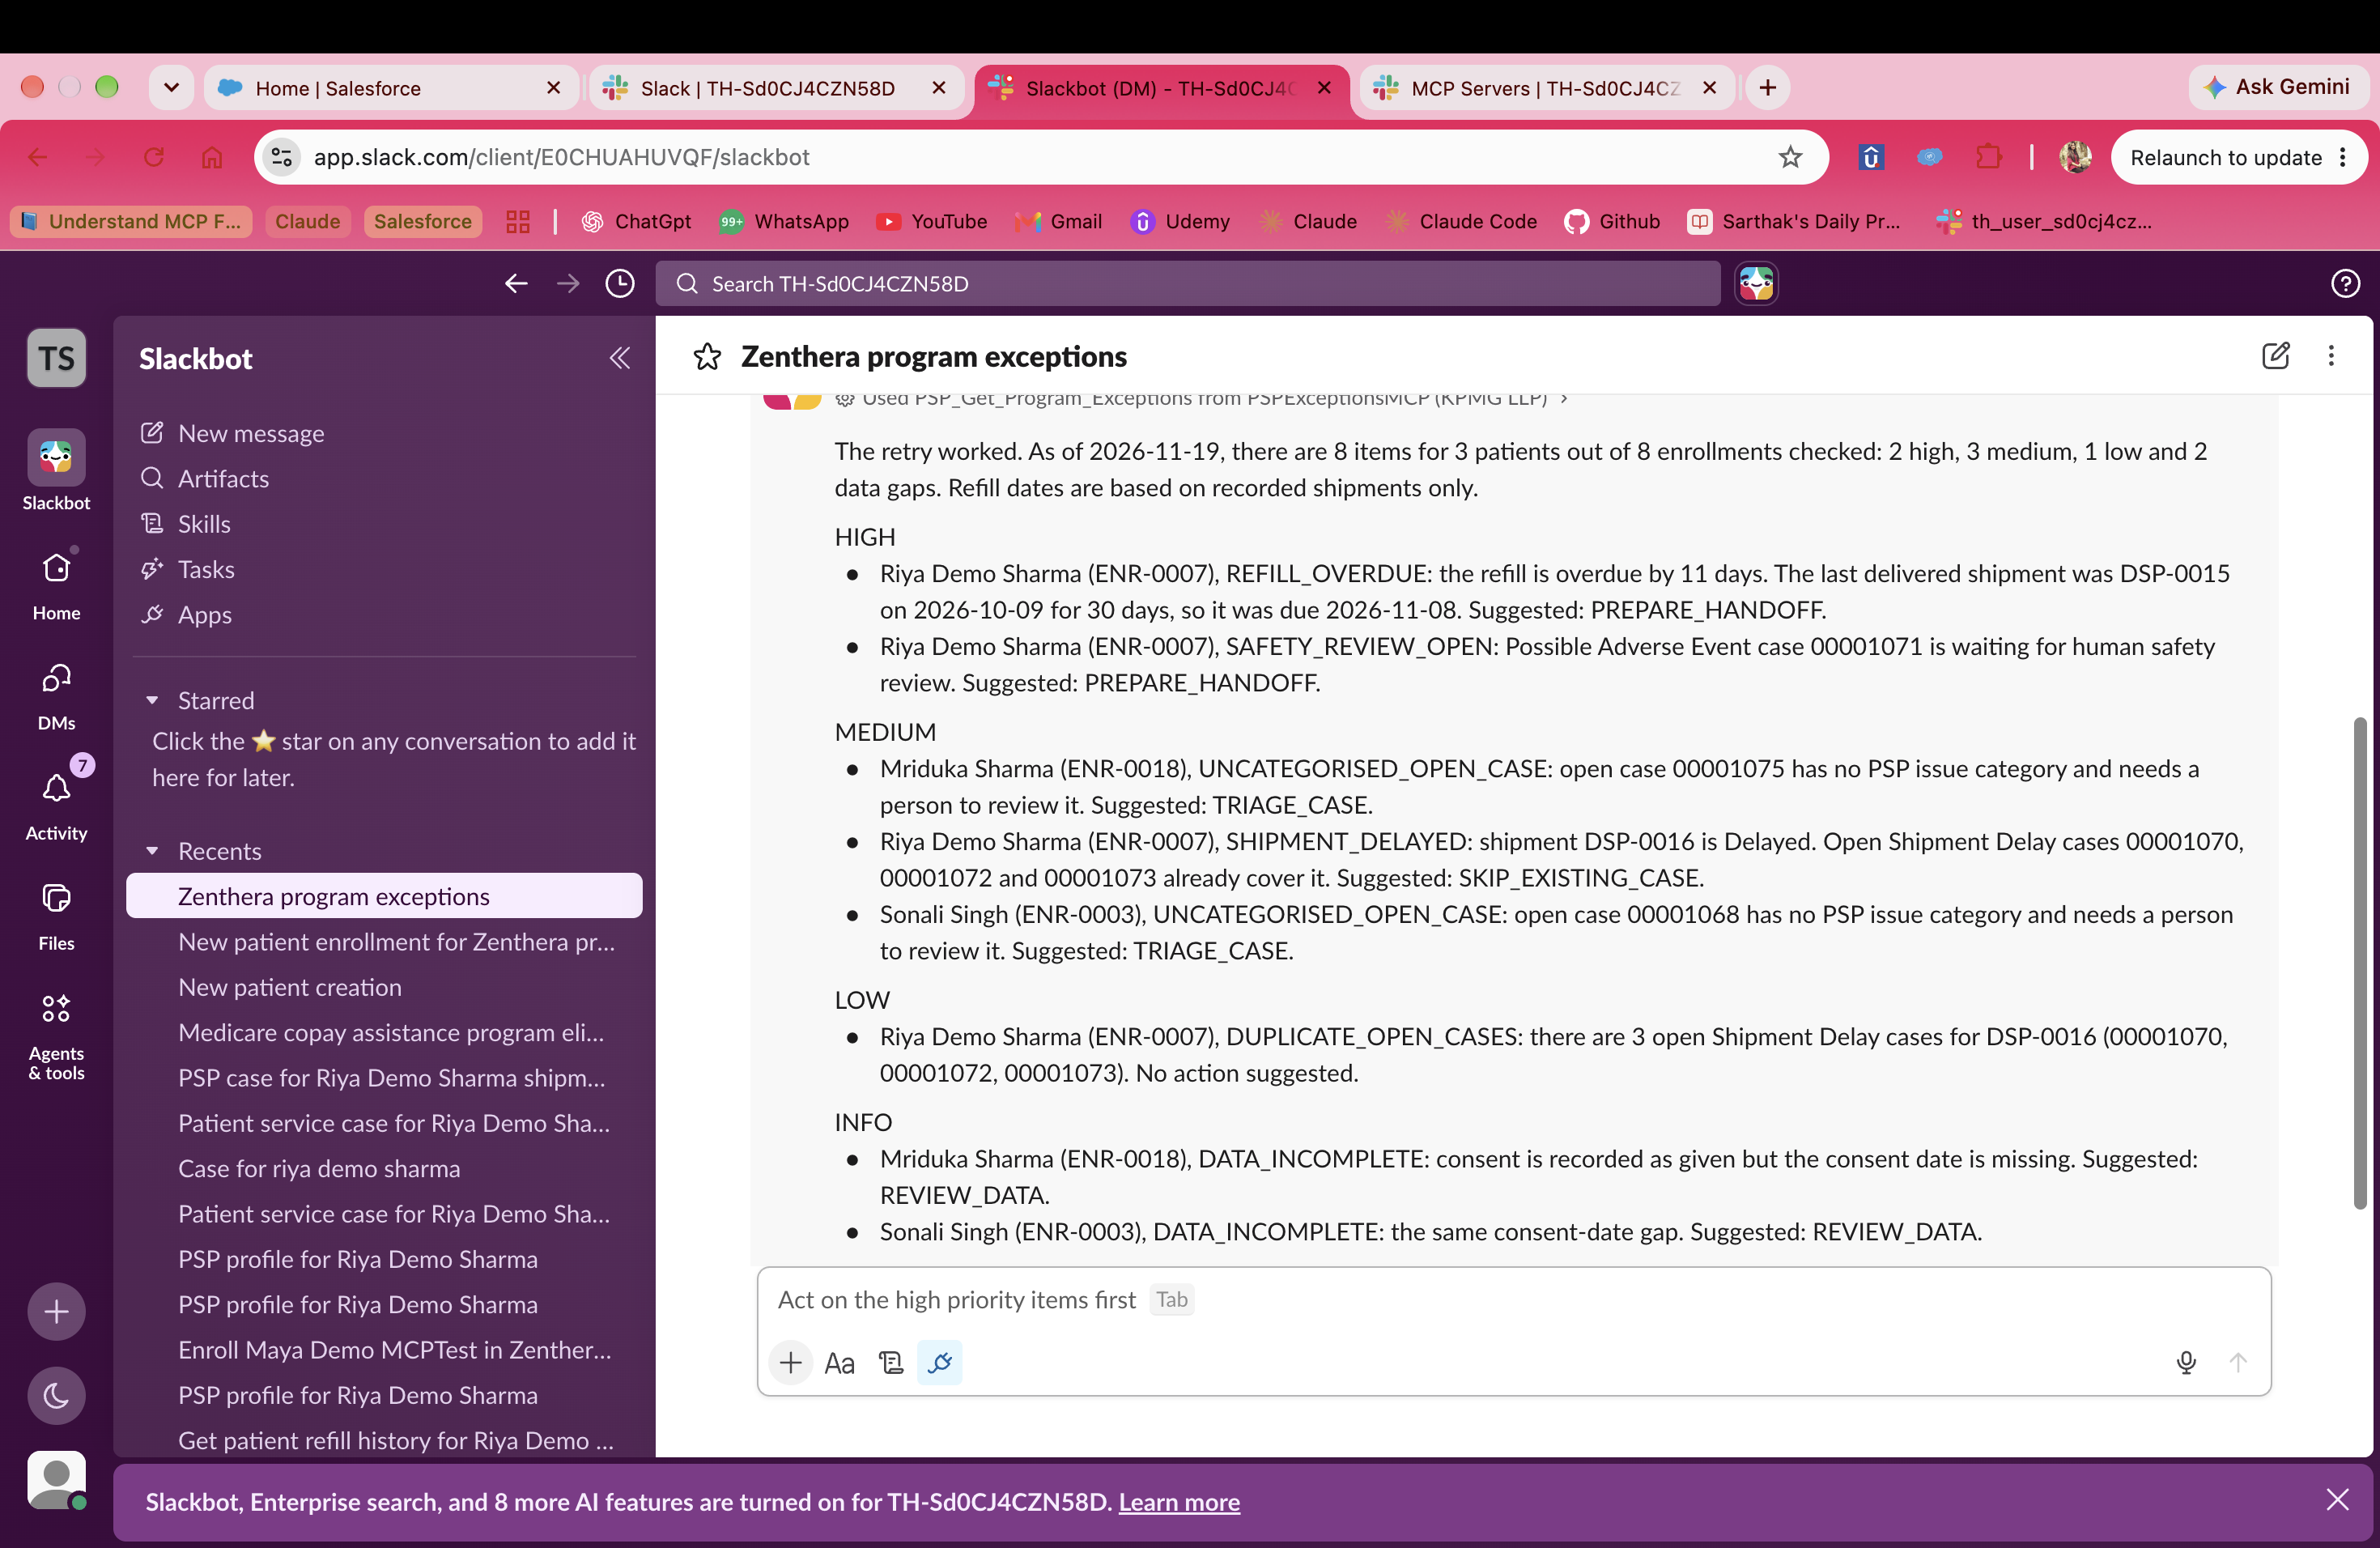 Home | Salesforce
Slack | TH-Sd0CJ4CZN58D
Slackbot (DM) - TH-Sd0CJ4C
MCP Servers | TH-Sd0CJ4CZ
Ask Gemini
app.slack.com/client/E0CHUAHUVQF/slackbot
Relaunch to update
Understand MCP F...
Claude
Salesforce
ChatGpt
99+
WhatsApp
YouTube
Gmail
Udemy
Claude
Claude Code
Github
Sarthak's Daily Pr...
th_user_sd0cj4cz...
Search TH-Sd0CJ4CZN58D
TS
Slackbot
Home
DMs
7
Activity
Files
Agents
& tools
Slackbot
New message
Artifacts
Skills
Tasks
Apps
Starred
Click the ⭐ star on any conversation to add it
here for later.
Recents
Zenthera program exceptions
New patient enrollment for Zenthera pr...
New patient creation
Medicare copay assistance program eli...
PSP case for Riya Demo Sharma shipm...
Patient service case for Riya Demo Sha...
Case for riya demo sharma
Patient service case for Riya Demo Sha...
PSP profile for Riya Demo Sharma
PSP profile for Riya Demo Sharma
Enroll Maya Demo MCPTest in Zenther...
PSP profile for Riya Demo Sharma
Get patient refill history for Riya Demo ...
Zenthera program exceptions
Used PSP_Get_Program_Exceptions from PSPExceptionsMCP (KPMG LLP)
The retry worked. As of 2026-11-19, there are 8 items for 3 patients out of 8 enrollments checked: 2 high, 3 medium, 1 low and 2
data gaps. Refill dates are based on recorded shipments only.
HIGH
● Riya Demo Sharma (ENR-0007), REFILL_OVERDUE: the refill is overdue by 11 days. The last delivered shipment was DSP-0015
on 2026-10-09 for 30 days, so it was due 2026-11-08. Suggested: PREPARE_HANDOFF.
● Riya Demo Sharma (ENR-0007), SAFETY_REVIEW_OPEN: Possible Adverse Event case 00001071 is waiting for human safety
review. Suggested: PREPARE_HANDOFF.
MEDIUM
● Mriduka Sharma (ENR-0018), UNCATEGORISED_OPEN_CASE: open case 00001075 has no PSP issue category and needs a
person to review it. Suggested: TRIAGE_CASE.
● Riya Demo Sharma (ENR-0007), SHIPMENT_DELAYED: shipment DSP-0016 is Delayed. Open Shipment Delay cases 00001070,
00001072 and 00001073 already cover it. Suggested: SKIP_EXISTING_CASE.
● Sonali Singh (ENR-0003), UNCATEGORISED_OPEN_CASE: open case 00001068 has no PSP issue category and needs a person
to review it. Suggested: TRIAGE_CASE.
LOW
● Riya Demo Sharma (ENR-0007), DUPLICATE_OPEN_CASES: there are 3 open Shipment Delay cases for DSP-0016 (00001070,
00001072, 00001073). No action suggested.
INFO
● Mriduka Sharma (ENR-0018), DATA_INCOMPLETE: consent is recorded as given but the consent date is missing. Suggested:
REVIEW_DATA.
● Sonali Singh (ENR-0003), DATA_INCOMPLETE: the same consent-date gap. Suggested: REVIEW_DATA.
Act on the high priority items first Tab
Aa
Slackbot, Enterprise search, and 8 more AI features are turned on for TH-Sd0CJ4CZN58D. Learn more